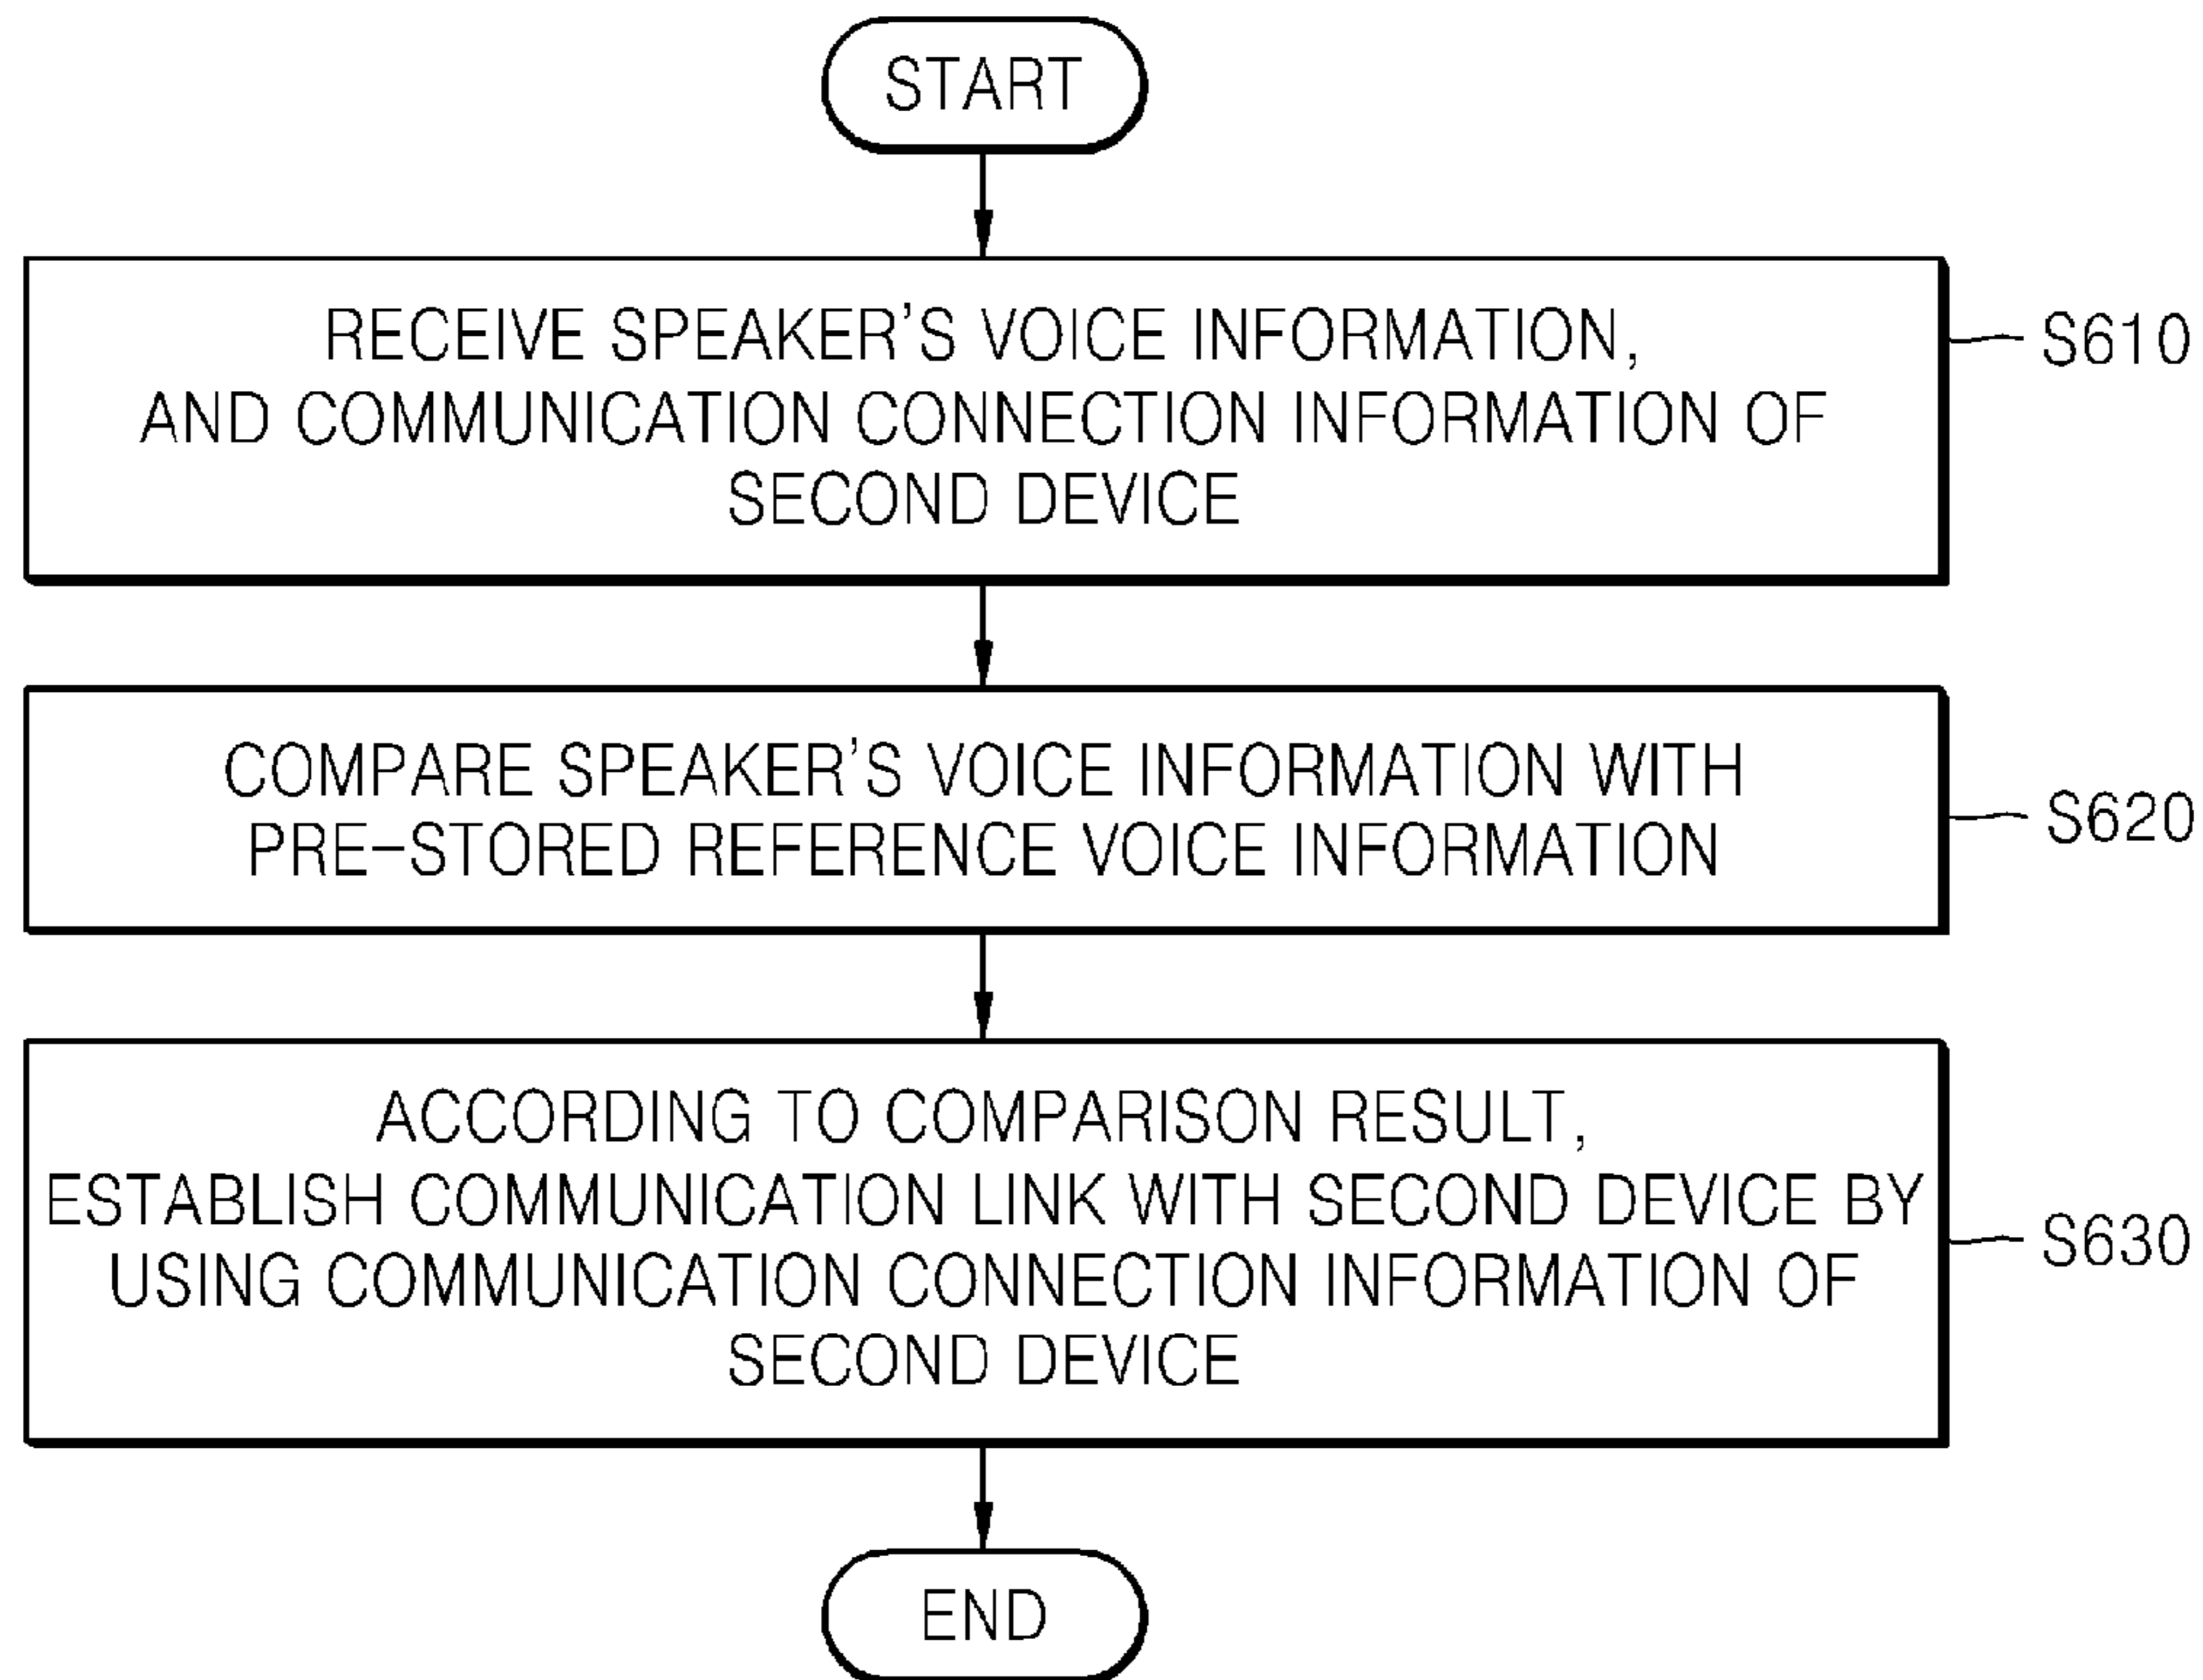 START
RECEIVE SPEAKER'S VOICE INFORMATION,
AND COMMUNICATION CONNECTION INFORMATION OF
SECOND DEVICE
S610
COMPARE SPEAKER'S VOICE INFORMATION WITH
PRE-STORED REFERENCE VOICE INFORMATION
S620
ACCORDING TO COMPARISON RESULT,
ESTABLISH COMMUNICATION LINK WITH SECOND DEVICE BY
USING COMMUNICATION CONNECTION INFORMATION OF
SECOND DEVICE
S630
END